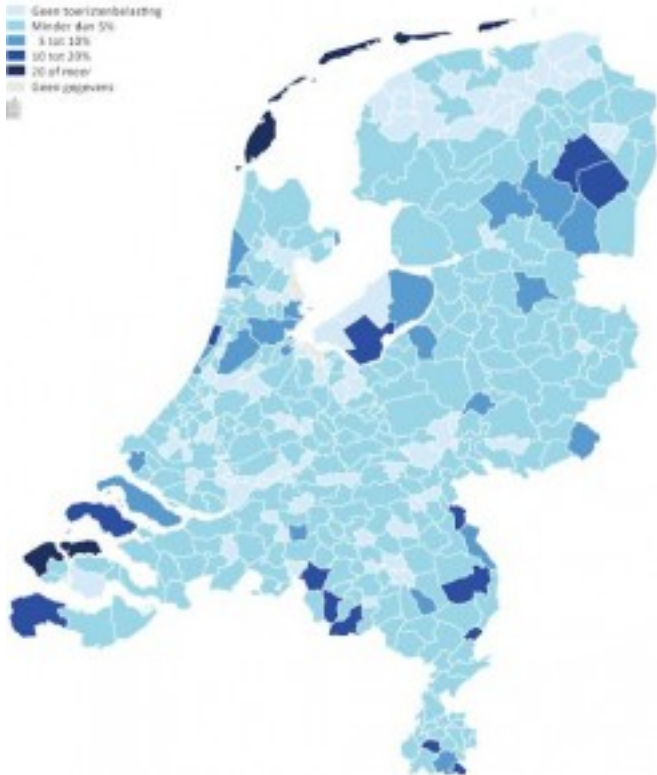 Geen toeristenbelasting
Minder dan 5%
5 tot 10%
10 tot 20%
20 of meer
Geen gegevens